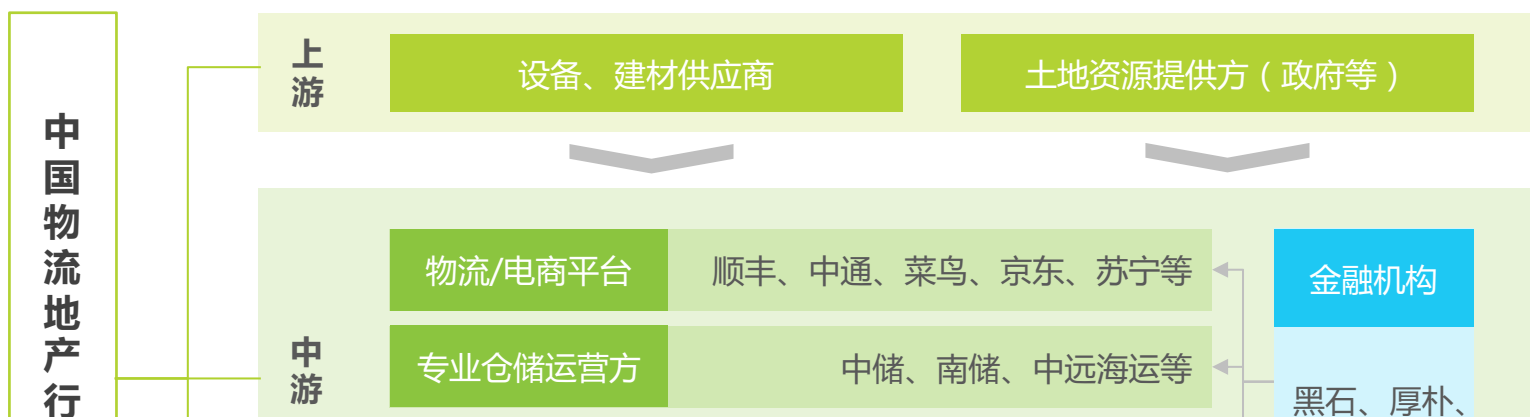 中国物流地产行
上游
设备、建材供应商
土地资源提供方（政府等）
中游
物流/电商平台
顺丰、中通、菜鸟、京东、苏宁等
金融机构
专业仓储运营方
中储、南储、中远海运等
黑石、厚朴、